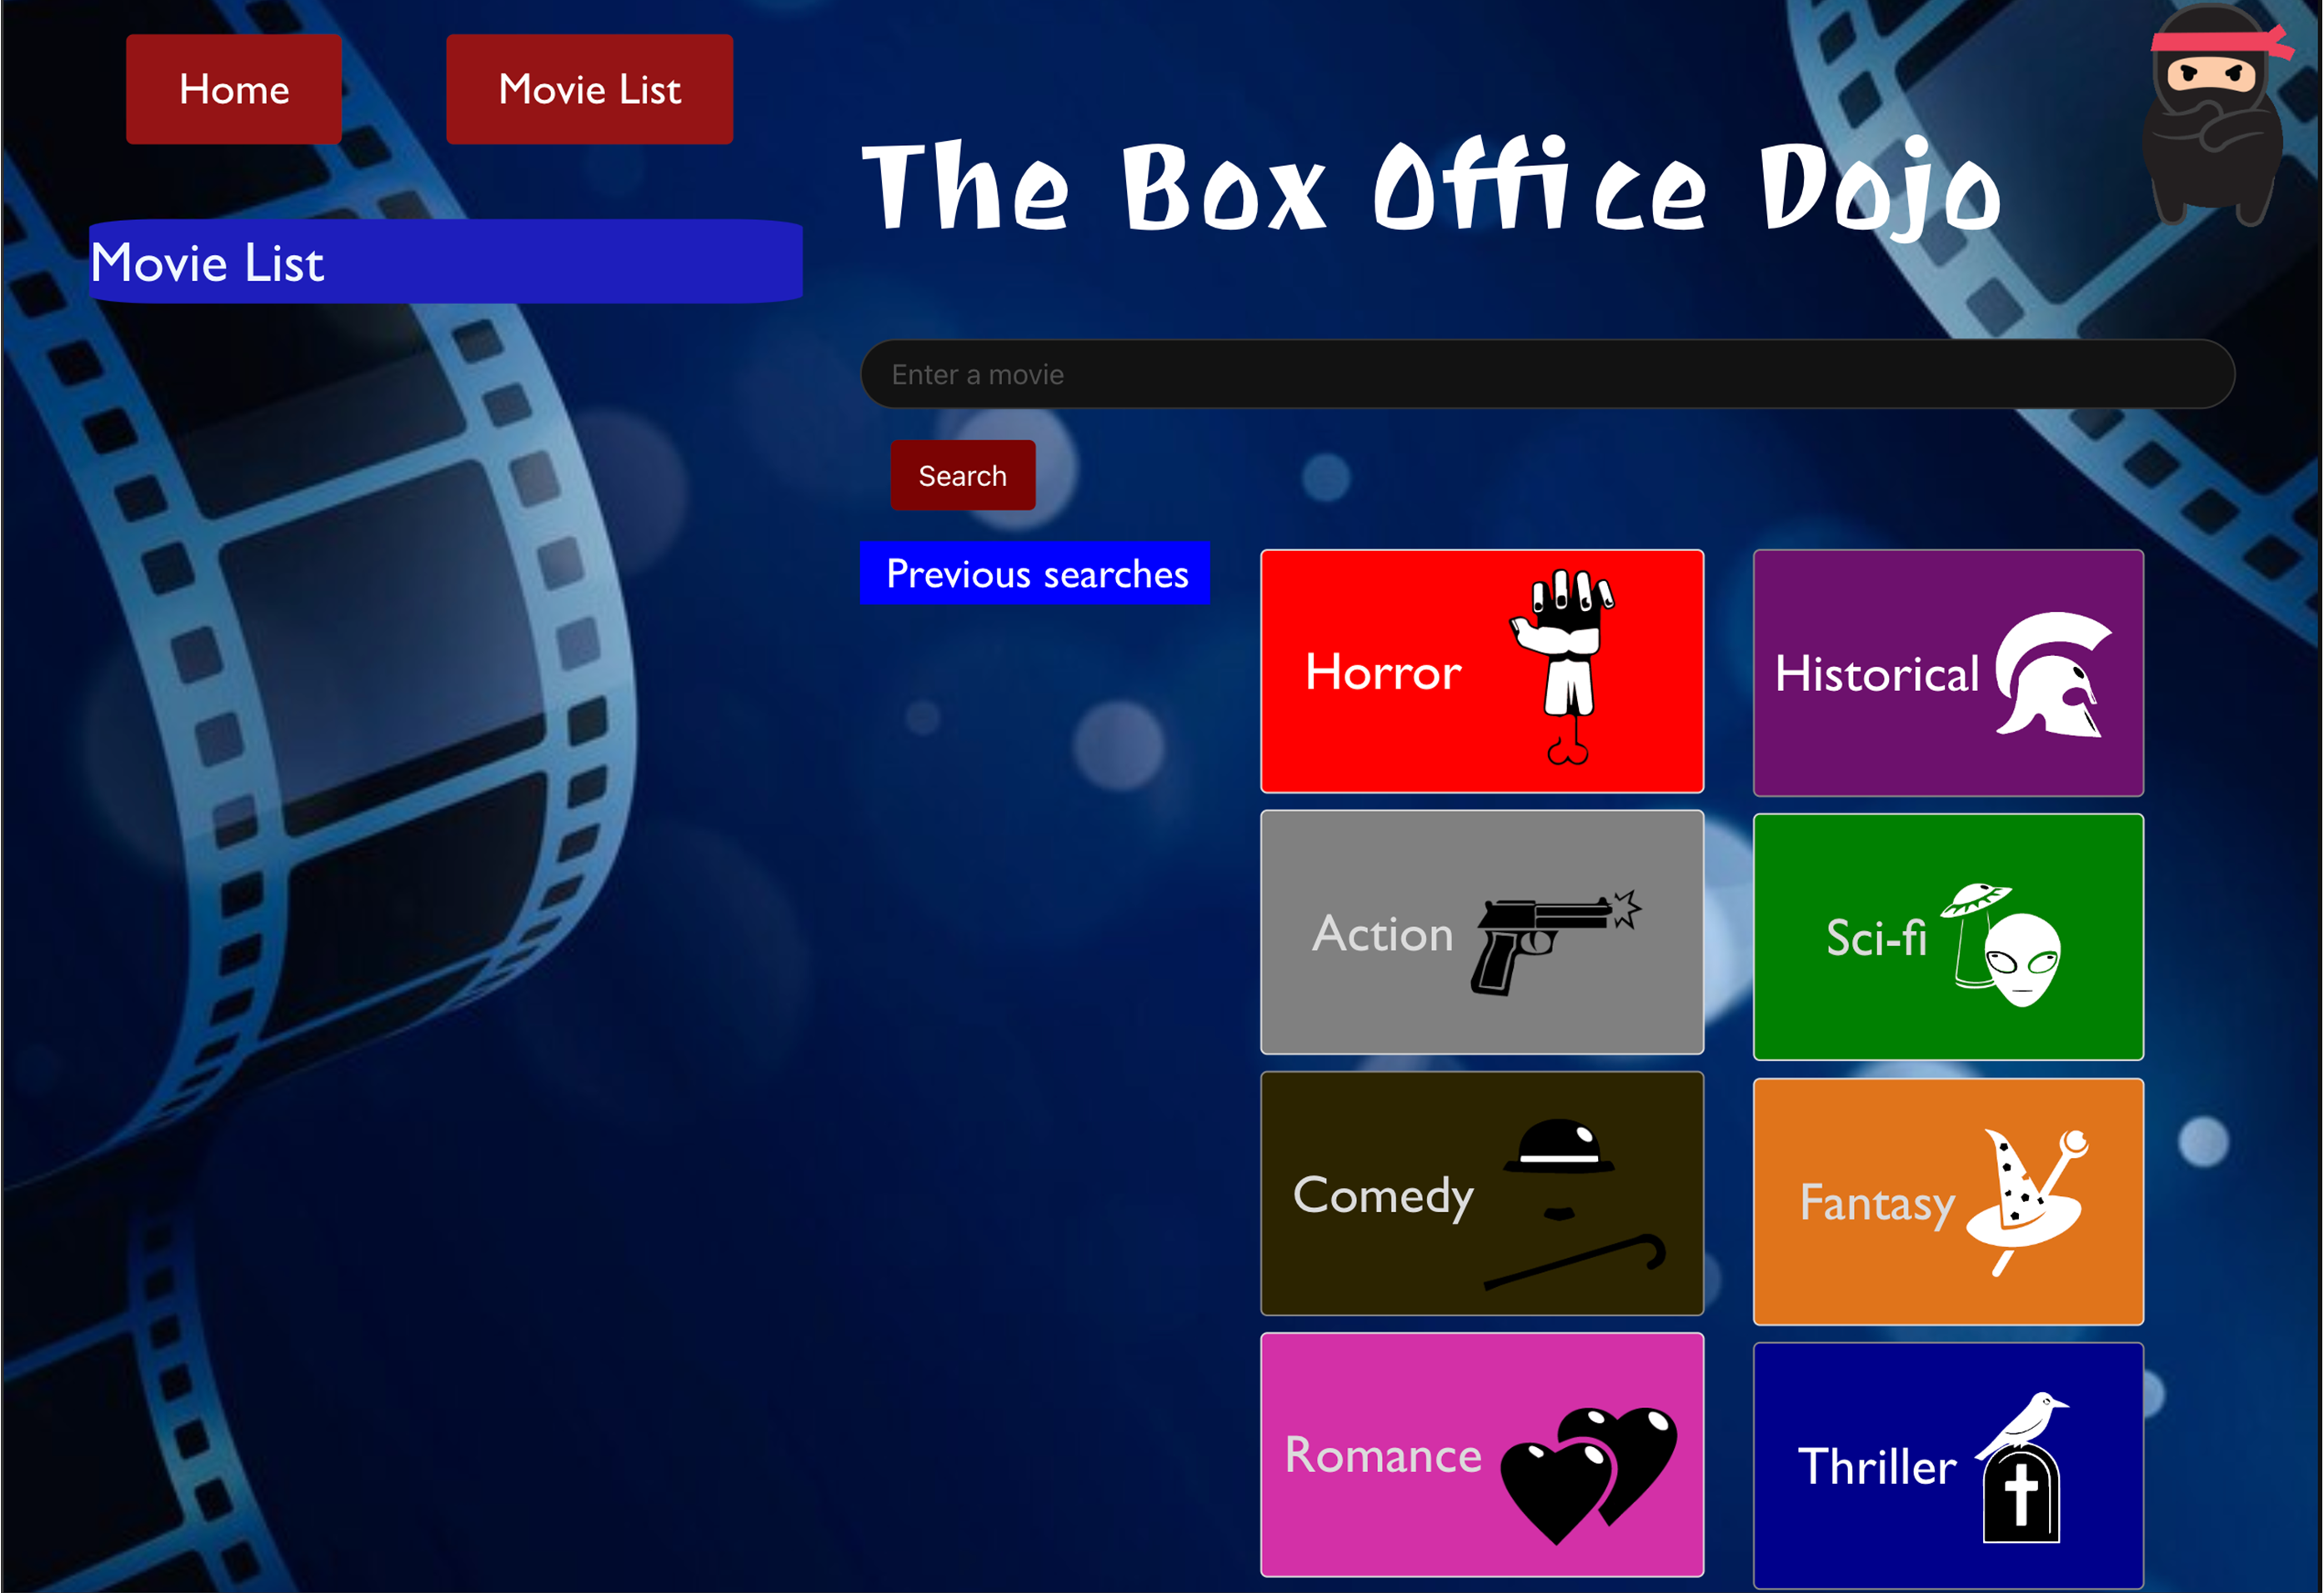 Home
Movie List
The Box Office Dojo
Movie List
Enter a movie
Search
Previous searches
Horror
Historical
Action
Sci-fi
Comedy
Fantasy
Romance
Thriller